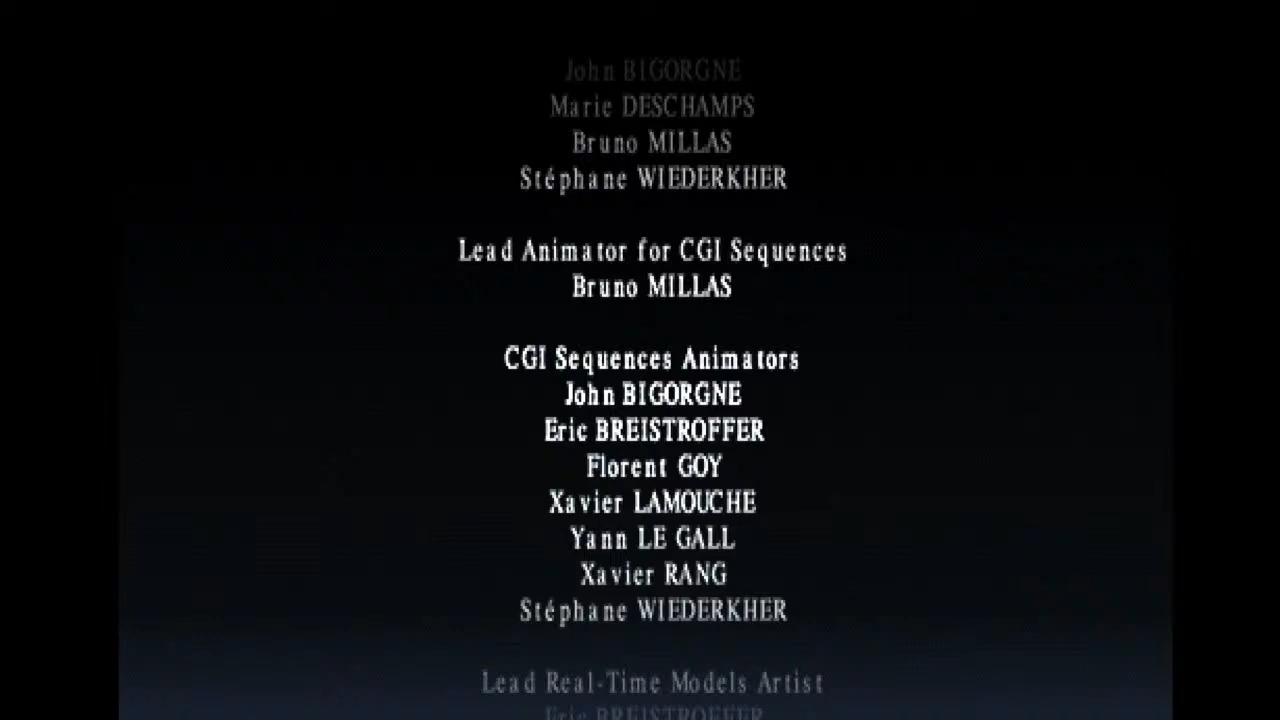 John BIGORGNE
Marie DESCHAMPS
Bruno MILLAS
Stéphane WIEDERKHER
Lead Animator for CGI Sequences
Bruno MILLAS
CGI Sequences Animators
John BIGORGNE
Eric BREISTROFFER
Florent GOY
Xavier LAMOUCHE
Yann LE GALL
Xavier RANG
Stéphane WIEDERKHER
Lead Real-Time Models Artist
Eric BREISTROFFER